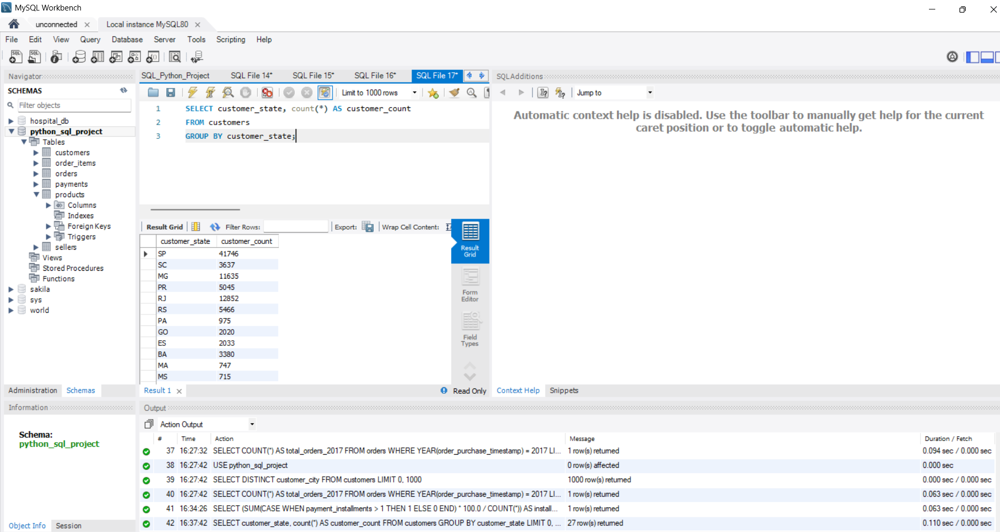 MySQL Workbench
unconnected
Local instance MySQL80
File Edit View Query Database Server Tools Scripting Help
Navigator
SCHEMAS
Filter objects
hospital_db
python_sql_project
Tables
customers
order_items
orders
payments
products
Columns
Indexes
Foreign Keys
Triggers
sellers
Views
Stored Procedures
Functions
sakila
sys
world
Administration Schemas
Information
Schema:
python_sql_project
Object Info Session
SQL_Python_Project SQL File 14* SQL File 15* SQL File 16* SQL File 17*
Limit to 1000 rows
1 SELECT customer_state, count(*) AS customer_count
2 FROM customers
3 GROUP BY customer_state;
Result Grid Filter Rows: Export: Wrap Cell Content:
customer_state customer_count
SP 41746
SC 3637
MG 11635
PR 5045
RJ 12852
RS 5466
PA 975
GO 2020
ES 2033
BA 3380
MA 747
MS 715
Result
Grid
Form
Editor
Field
Types
Result 1
Read Only
SQLAdditions
Jump to
Automatic context help is disabled. Use the toolbar to manually get help for the current
caret position or to toggle automatic help.
Context Help Snippets
Output
Action Output
# Time Action Message Duration / Fetch
37 16:27:32 SELECT COUNT(*) AS total_orders_2017 FROM orders WHERE YEAR(order_purchase_timestamp) = 2017 LI... 1 row(s) returned 0.094 sec / 0.000 sec
38 16:27:42 USE python_sql_project 0 row(s) affected 0.000 sec
39 16:27:42 SELECT DISTINCT customer_city FROM customers LIMIT 0, 1000 1000 row(s) returned 0.000 sec / 0.000 sec
40 16:27:42 SELECT COUNT(*) AS total_orders_2017 FROM orders WHERE YEAR(order_purchase_timestamp) = 2017 LI... 1 row(s) returned 0.063 sec / 0.000 sec
41 16:34:26 SELECT (SUM(CASE WHEN payment_installments > 1 THEN 1 ELSE 0 END) * 100.0 / COUNT(*)) AS install... 1 row(s) returned 0.063 sec / 0.000 sec
42 16:37:42 SELECT customer_state, count(*) AS customer_count FROM customers GROUP BY customer_state LIMIT 0, ... 27 row(s) returned 0.110 sec / 0.000 sec